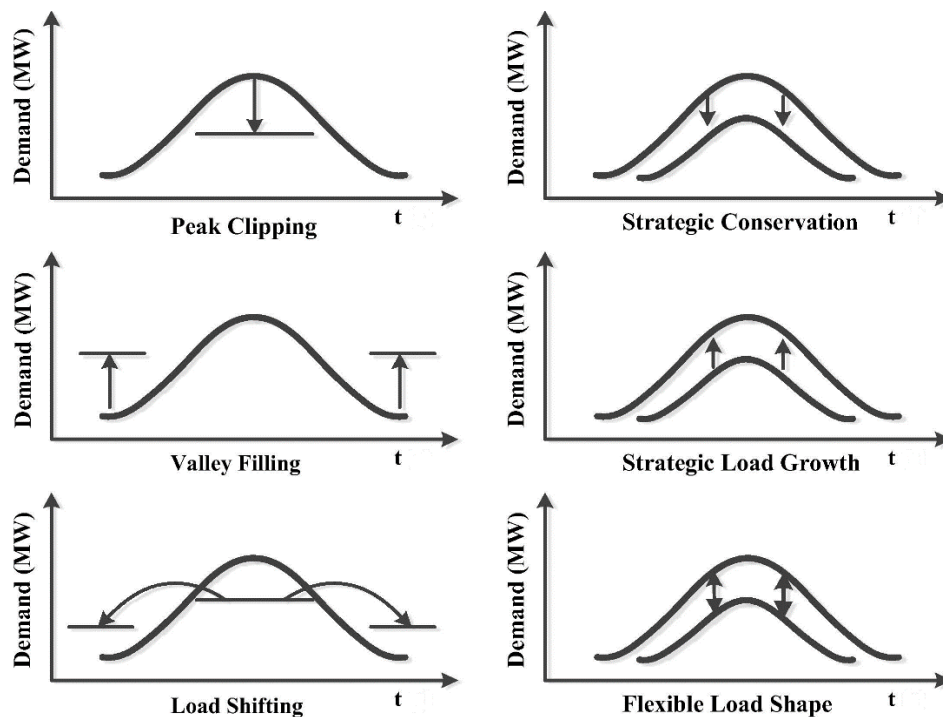 Demand (MW)
t
Peak Clipping
Demand (MW)
t
Strategic Conservation
Demand (MW)
t
Valley Filling
Demand (MW)
t
Strategic Load Growth
Demand (MW)
t
Load Shifting
Demand (MW)
t
Flexible Load Shape